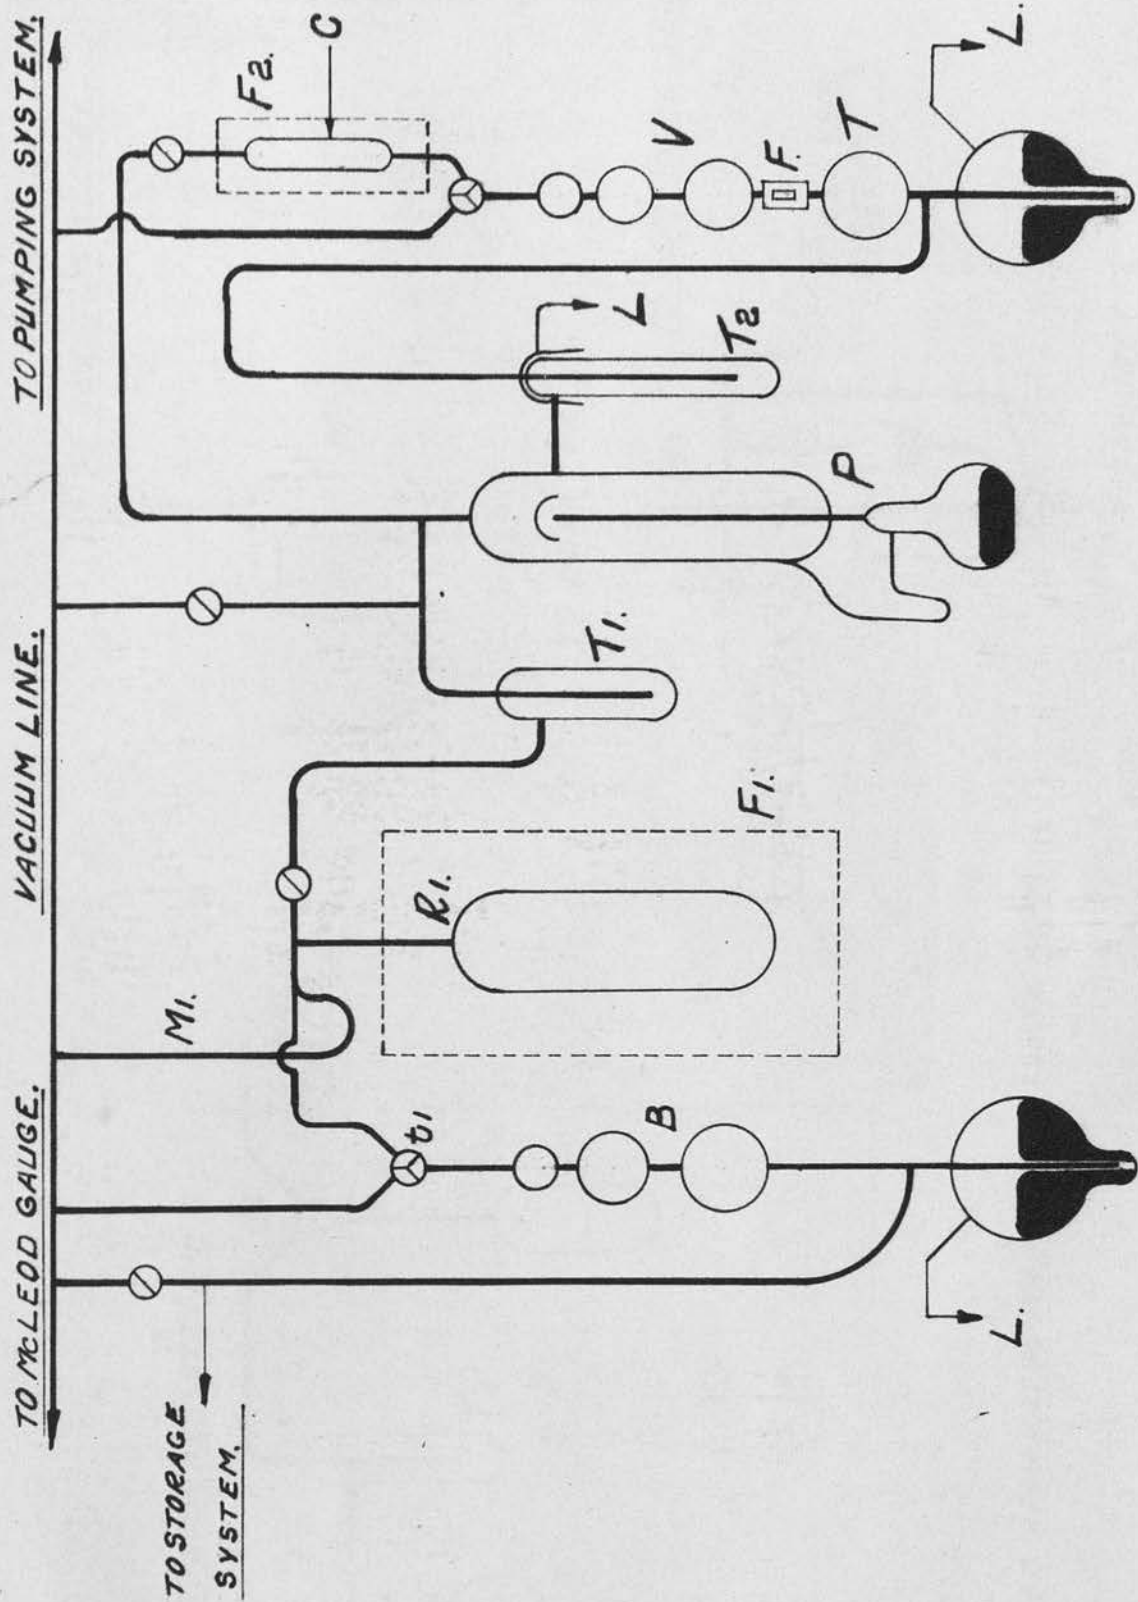 TO McLEOD GAUGE.
VACUUM LINE.
TO PUMPING SYSTEM.
TO STORAGE
SYSTEM.
M1.
t1
B
L.
R1.
F1.
T1.
P
T2
L
F2.
C
V
F.
T
L.